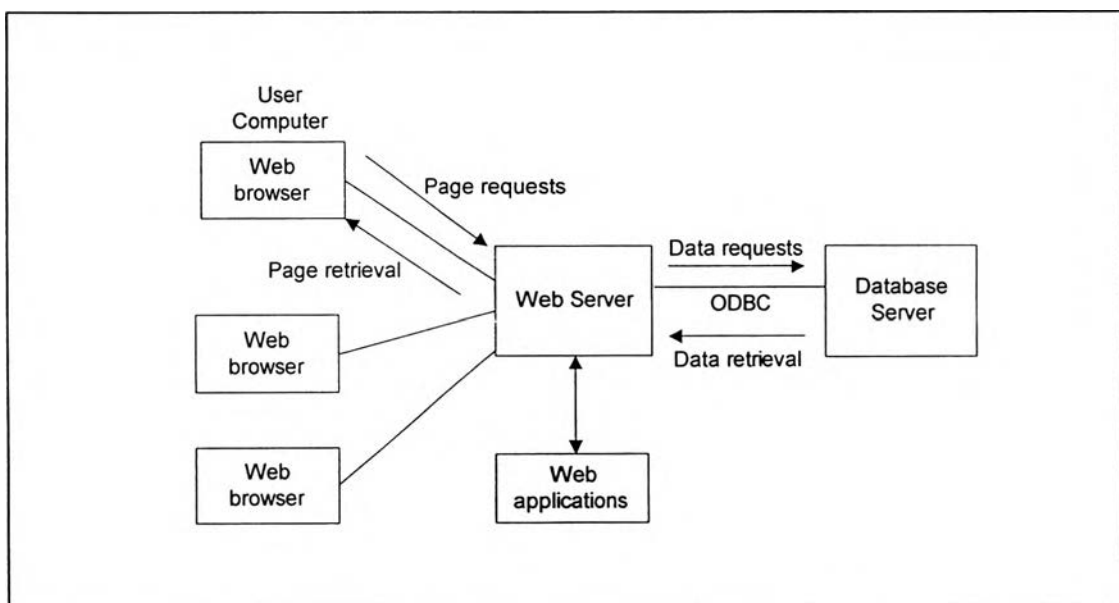 User
Computer
Web
browser
Page requests
Page retrieval
Web
browser
Web
browser
Web Server
Data requests
ODBC
Data retrieval
Database
Server
Web
applications